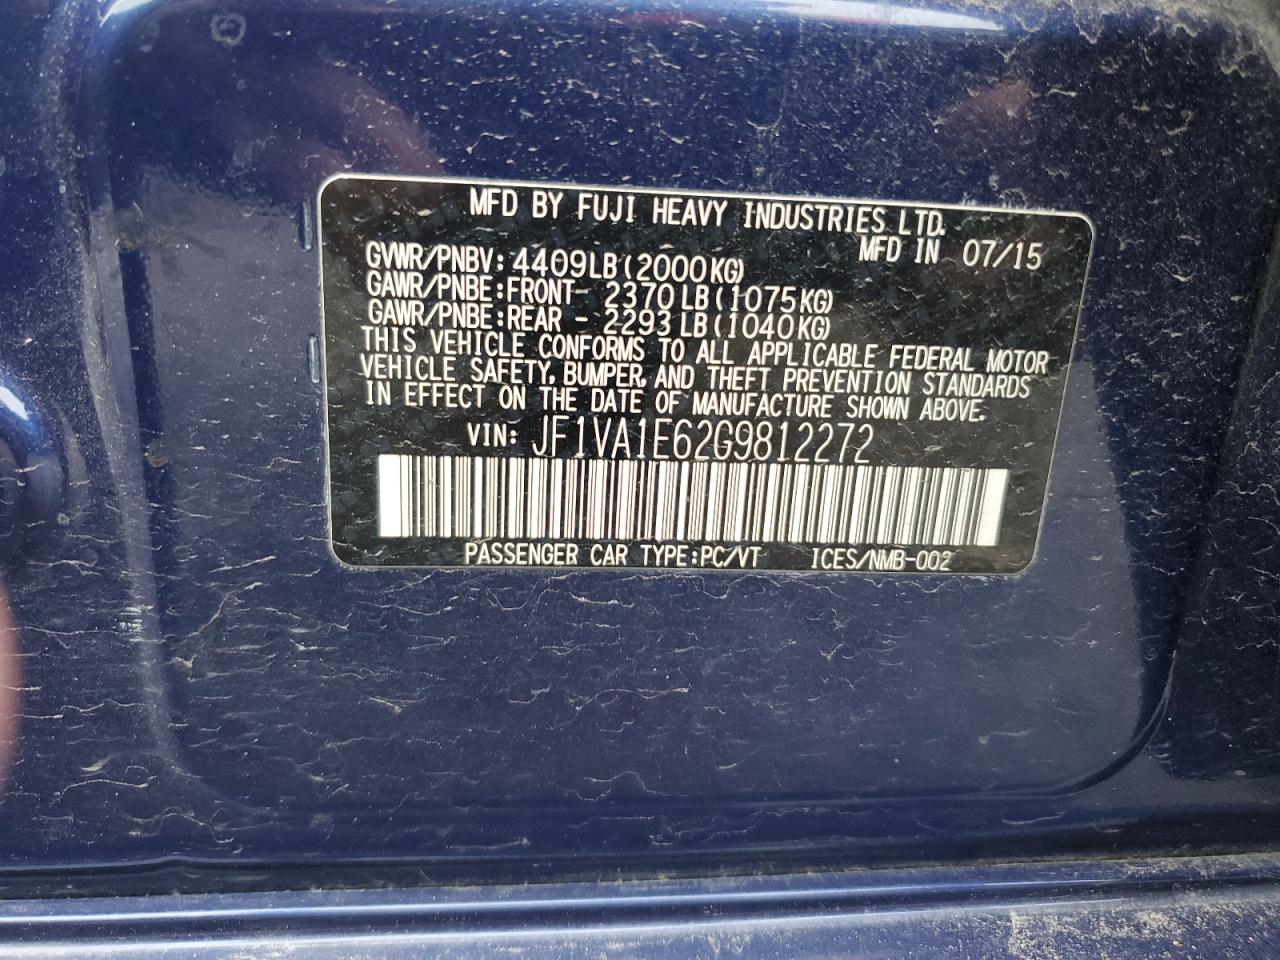 MFD BY FUJI HEAVY INDUSTRIES LTD.
MFD IN 07/15
GVWR/PNBV: 4409LB(2000KG)
GAWR/PNBE:FRONT- 2370LB(1075KG)
GAWR/PNBE:REAR - 2293LB(1040KG)
THIS VEHICLE CONFORMS TO ALL APPLICABLE FEDERAL MOTOR
VEHICLE SAFETY, BUMPER, AND THEFT PREVENTION STANDARDS
IN EFFECT ON THE DATE OF MANUFACTURE SHOWN ABOVE.
VIN: JF1VA1E62G9812272
PASSENGER CAR TYPE:PC/VT ICES/NMB-002